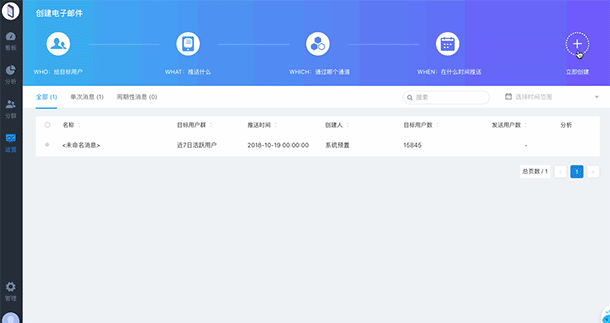 创建电子邮件
WHO：给目标用户
WHAT：推送什么
WHICH：通过哪个通道
WHEN：在什么时间推送
立即创建
看板
分析
分群
运营
管理
全部 (1)
单次消息 (1)
周期性消息 (0)
搜索
选择时间范围
名称
目标用户群
推送时间
创建人
目标用户数
发送用户数
分析
<未命名消息>
近7日活跃用户
2018-10-19 00:00:00
系统预置
15845
-
总页数 / 1
1